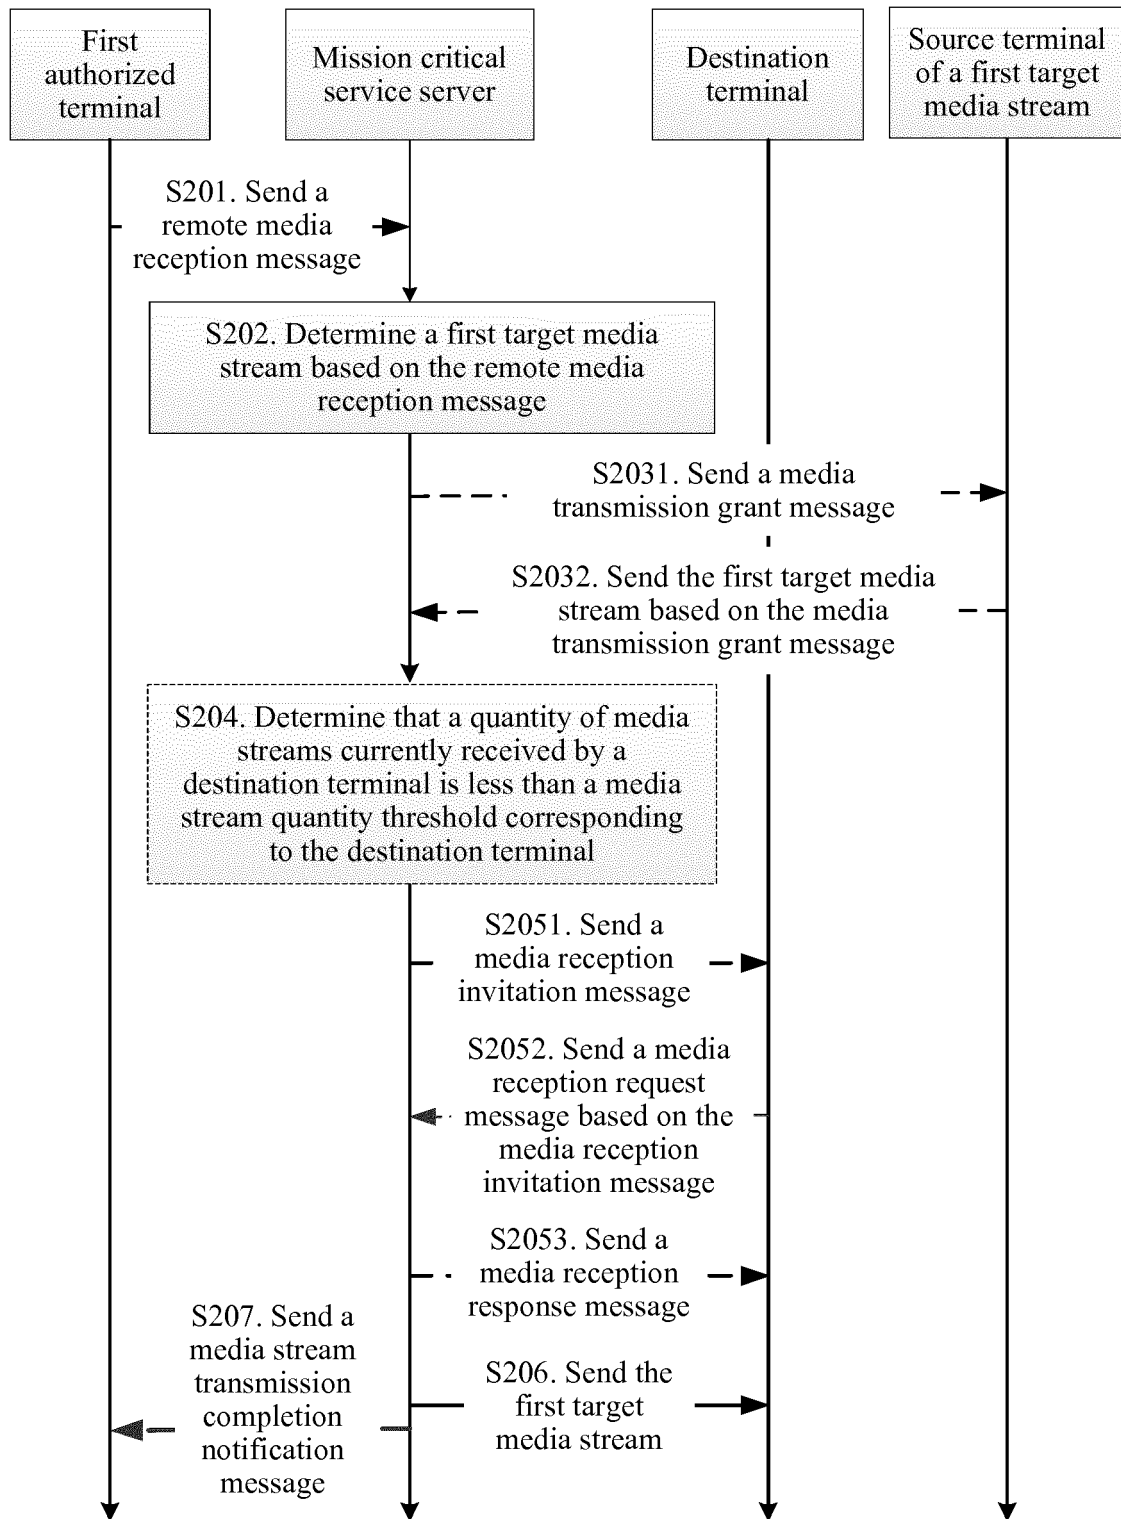 First
authorized
terminal
Mission critical
service server
Destination
terminal
Source terminal
of a first target
media stream
S201. Send a
remote media
reception message
S202. Determine a first target media
stream based on the remote media
reception message
S2031. Send a media
transmission grant message
S2032. Send the first target media
stream based on the media
transmission grant message
S204. Determine that a quantity of media
streams currently received by a
destination terminal is less than a media
stream quantity threshold corresponding
to the destination terminal
S2051. Send a
media reception
invitation message
S2052. Send a media
reception request
message based on the
media reception
invitation message
S2053. Send a
media reception
response message
S207. Send a
media stream
transmission
completion
notification
message
S206. Send the
first target
media stream